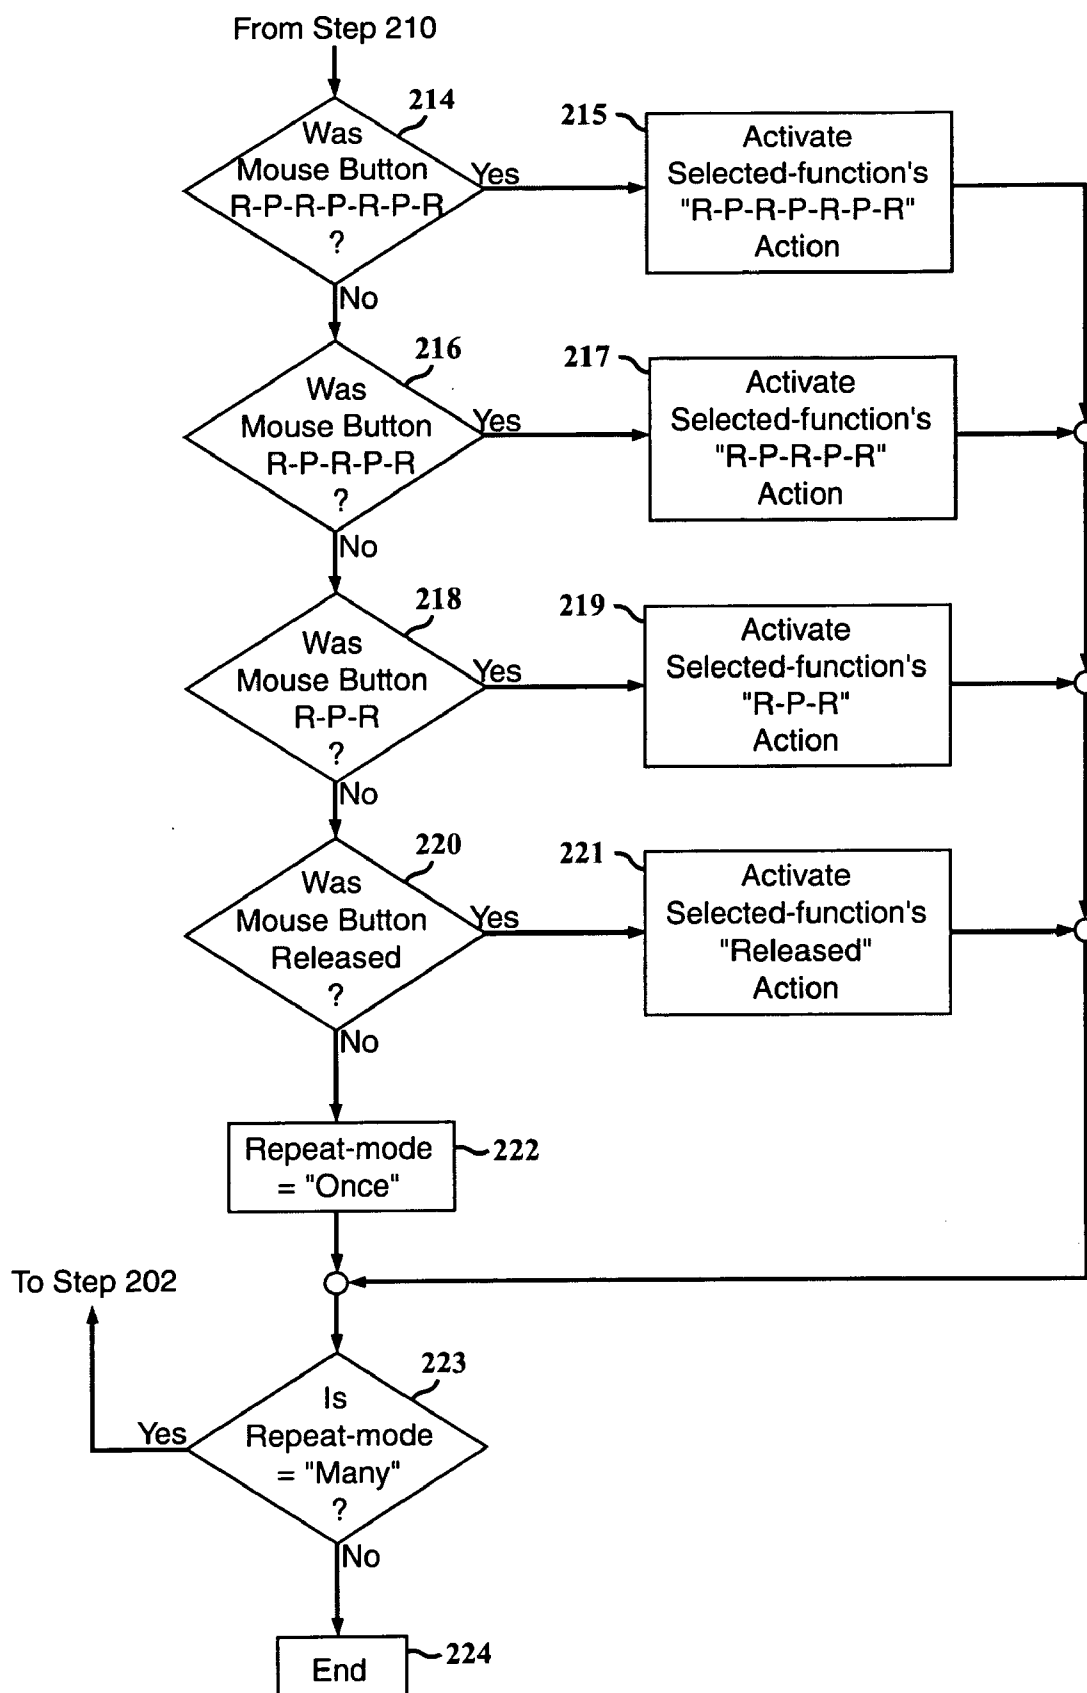 From Step 210
214
Was
Mouse Button
R-P-R-P-R-P-R
?
Yes
No
215
Activate
Selected-function's
"R-P-R-P-R-P-R"
Action
216
Was
Mouse Button
R-P-R-P-R
?
Yes
No
217
Activate
Selected-function's
"R-P-R-P-R"
Action
218
Was
Mouse Button
R-P-R
?
Yes
No
219
Activate
Selected-function's
"R-P-R"
Action
220
Was
Mouse Button
Released
?
Yes
No
221
Activate
Selected-function's
"Released"
Action
Repeat-mode
= "Once"
222
To Step 202
223
Is
Repeat-mode
= "Many"
?
Yes
No
End
224